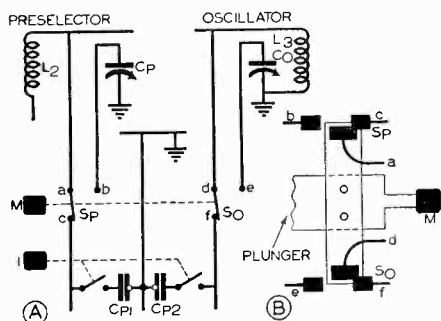 PRESELECTOR
OSCILLATOR
L2
CP
L3
CO
a
b
d
e
M
SP
c
SO
f
I
A
CP1
CP2
b
c
SP
a
M
PLUNGER
d
SO
e
f
B